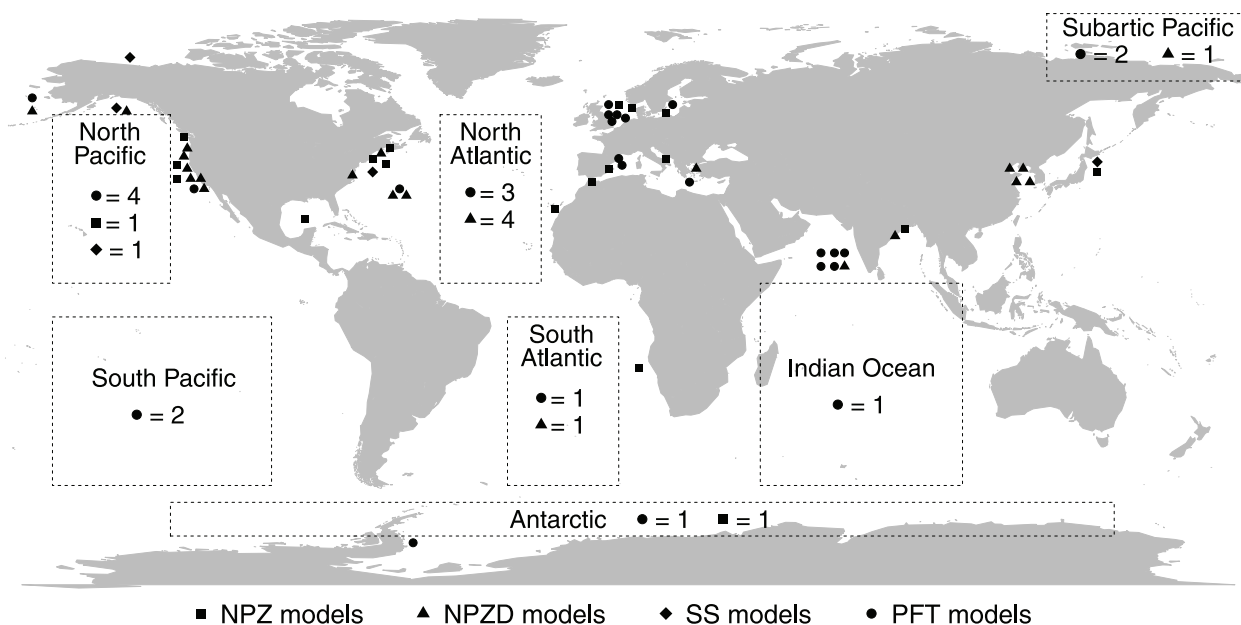 Subartic Pacific
= 2 = 1
North
Pacific
= 4
= 1
= 1
North
Atlantic
= 3
= 4
South Pacific
= 2
South
Atlantic
= 1
= 1
Indian Ocean
= 1
Antarctic = 1 = 1
NPZ models NPZD models SS models PFT models